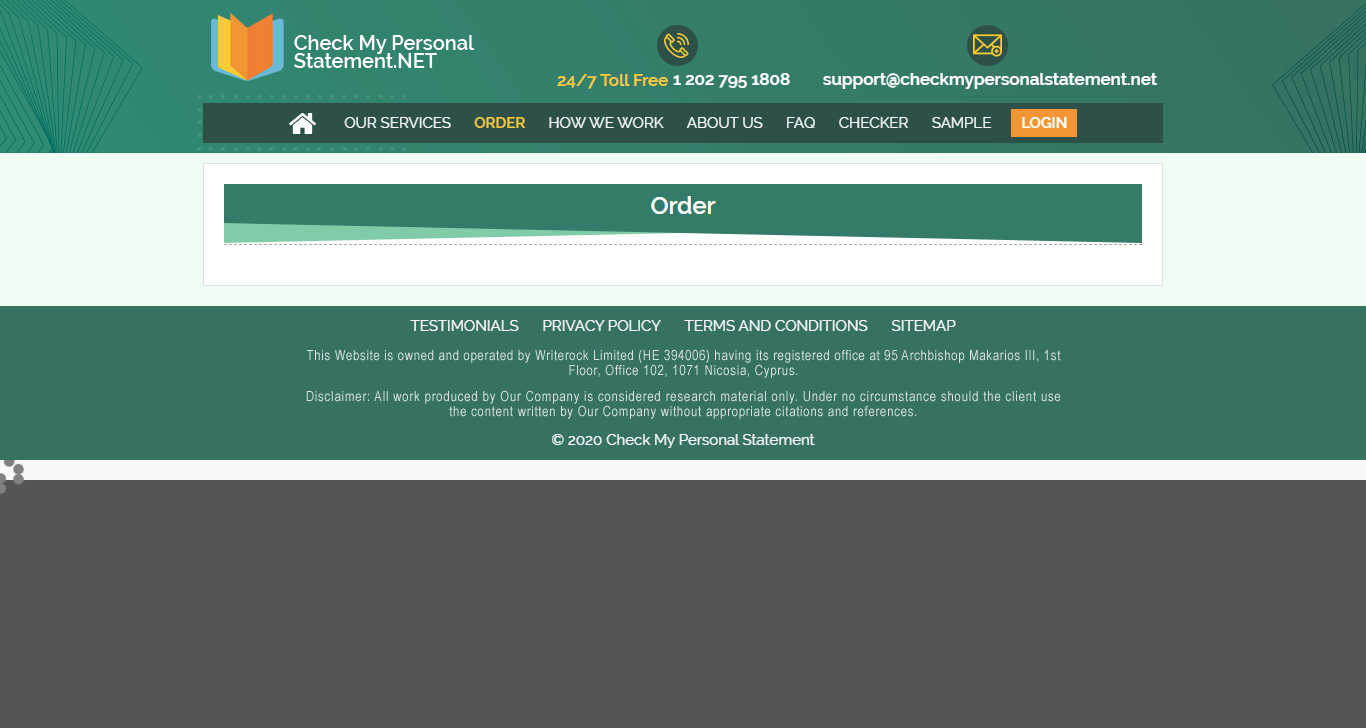 Check My Personal
Statement.NET
24/7 Toll Free 1 202 795 1808
support@checkmypersonalstatement.net
OUR SERVICES ORDER HOW WE WORK ABOUT US FAQ CHECKER SAMPLE LOGIN
Order
TESTIMONIALS PRIVACY POLICY TERMS AND CONDITIONS SITEMAP
This Website is owned and operated by Writerock Limited (HE 394006) having its registered office at 95 Archbishop Makarios III, 1st
Floor, Office 102, 1071 Nicosia, Cyprus.
Disclaimer: All work produced by Our Company is considered research material only. Under no circumstance should the client use
the content written by Our Company without appropriate citations and references.
© 2020 Check My Personal Statement